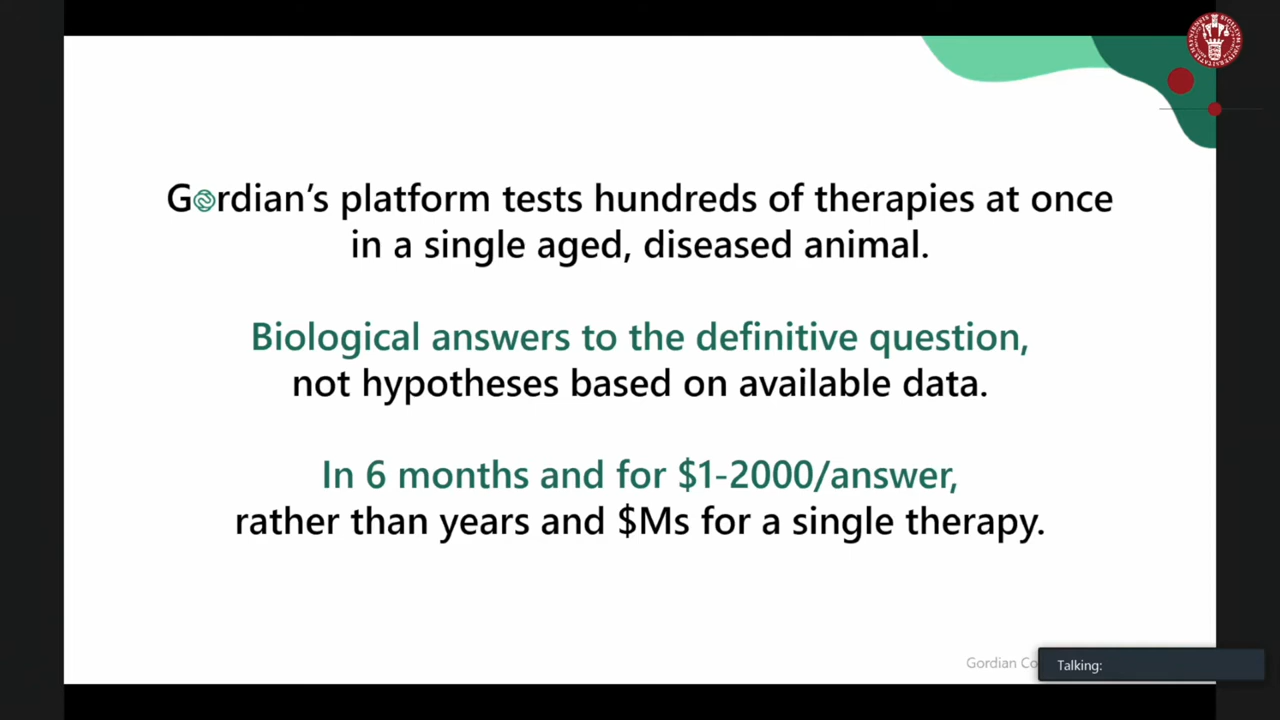 Gordian's platform tests hundreds of therapies at once
in a single aged, diseased animal.
Biological answers to the definitive question,
not hypotheses based on available data.
In 6 months and for $1-2000/answer,
rather than years and $Ms for a single therapy.
Gordian Co
Talking: